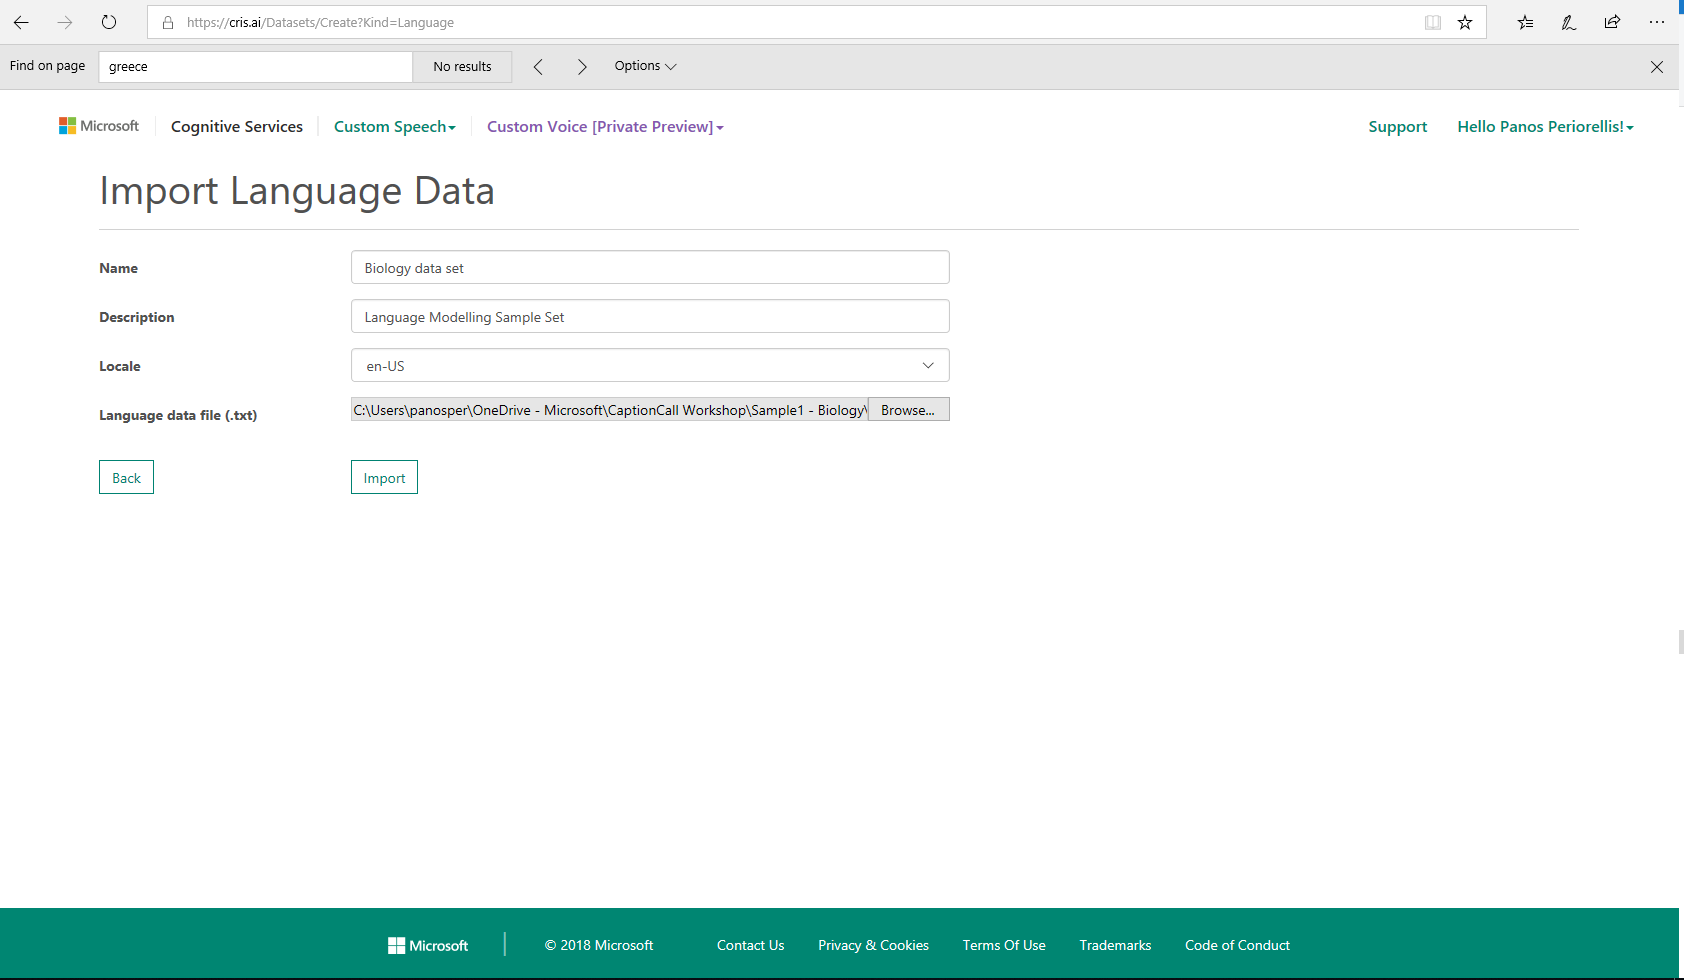 https://cris.ai/Datasets/Create?Kind=Language
Find on page greece No results Options
Microsoft Cognitive Services Custom Speech Custom Voice [Private Preview] Support Hello Panos Periorellis!
Import Language Data
Name Biology data set
Description Language Modelling Sample Set
Locale en-US
Language data file (.txt) C:\Users\panosper\OneDrive - Microsoft\CaptionCall Workshop\Sample1 - Biology\ Browse...
Back Import
Microsoft © 2018 Microsoft Contact Us Privacy & Cookies Terms Of Use Trademarks Code of Conduct